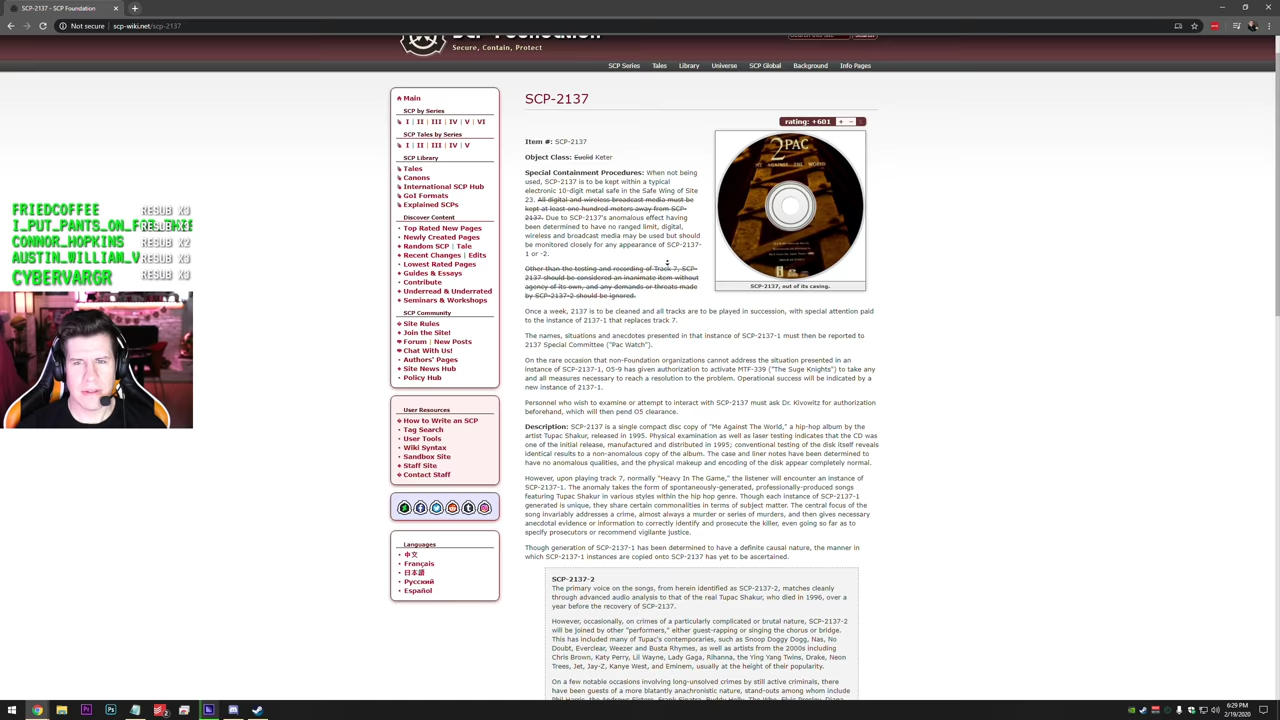 SCP-2137 - SCP Foundation
Not secure | scp-wiki.net/scp-2137
SCP Foundation
Secure, Contain, Protect
SCP Series Tales Library Universe SCP Global Background Info Pages
FRIEDCOFFEE RESUB X3
RESUB
CONNOR_HOPKINS RESUB X2
AUSTIN_WILLIAM_V RESUB X3
CYBERVAKOR RESUB X3
Main
SCP by Series
I | II | III | IV | V | VI
SCP Tales by Series
I | II | III | IV | V
SCP Library
Tales
Canons
International SCP Hub
GoI Formats
Explained SCPs
Discover Content
Top Rated New Pages
Newly Created Pages
Random SCP | Tale
Recent Changes | Edits
Lowest Rated Pages
Guides & Essays
Contribute
Underread & Underrated
Seminars & Workshops
SCP Community
Site Rules
Join the Site!
Forum | New Posts
Chat With Us!
Authors' Pages
Site News Hub
Policy Hub
User Resources
How to Write an SCP
Tag Search
User Tools
Wiki Syntax
Sandbox Site
Staff Site
Contact Staff
Languages
中文
Français
日本語
Русский
Español
SCP-2137
rating: +601 + −
Item #: SCP-2137
Object Class: Euclid Keter
Special Containment Procedures: When not being
used, SCP-2137 is to be kept within a typical
electronic 10-digit metal safe in the Safe Wing of Site
23. All digital and wireless broadcast media must be
kept at least one hundred meters away from SCP-
2137. Due to SCP-2137's anomalous effect having
been determined to have no ranged limit, digital,
wireless and broadcast media may be used but should
be monitored closely for any appearance of SCP-2137-
1 or -2.
Other than the testing and recording of Track 7, SCP-
2137 should be considered an inanimate item without
agency of its own, and any demands or threats made
by SCP-2137-2 should be ignored.
2PAC
ME AGAINST THE WORLD
SCP-2137, out of its casing.
Once a week, 2137 is to be cleaned and all tracks are to be played in succession, with special attention paid
to the instance of 2137-1 that replaces track 7.
The names, situations and anecdotes presented in that instance of SCP-2137-1 must then be reported to
2137 Special Committee ("Pac Watch").
On the rare occasion that non-Foundation organizations cannot address the situation presented in an
instance of SCP-2137-1, O5-9 has given authorization to activate MTF-339 ("The Suge Knights") to take any
and all measures necessary to reach a resolution to the problem. Operational success will be indicated by a
new instance of 2137-1.
Personnel who wish to examine or attempt to interact with SCP-2137 must ask Dr. Kivowitz for authorization
beforehand, which will then pend O5 clearance.
Description: SCP-2137 is a single compact disc copy of "Me Against The World," a hip-hop album by the
artist Tupac Shakur, released in 1995. Physical examination as well as laser testing indicates that the CD was
one of the initial release, manufactured and distributed in 1995; conventional testing of the disk itself reveals
identical results to a non-anomalous copy of the album. The case and liner notes have been determined to
have no anomalous qualities, and the physical makeup and encoding of the disk appear completely normal.
However, upon playing track 7, normally "Heavy In The Game," the listener will encounter an instance of
SCP-2137-1. The anomaly takes the form of spontaneously-generated, professionally-produced songs
featuring Tupac Shakur in various styles within the hip hop genre. Though each instance of SCP-2137-1
generated is unique, they share certain commonalities in terms of subject matter. The central focus of the
song invariably addresses a crime, almost always a murder or series of murders, and then gives necessary
anecdotal evidence or information to correctly identify and prosecute the killer, even going so far as to
specify prosecutors or recommend vigilante justice.
Though generation of SCP-2137-1 has been determined to have a definite causal nature, the manner in
which SCP-2137-1 instances are copied onto SCP-2137 has yet to be ascertained.
SCP-2137-2
The primary voice on the songs, from herein identified as SCP-2137-2, matches cleanly
through advanced audio analysis to that of the real Tupac Shakur, who died in 1996, over a
year before the recovery of SCP-2137.
However, occasionally, on crimes of a particularly complicated or brutal nature, SCP-2137-2
will be joined by other "performers," either guest-rapping or singing the chorus or bridge.
This has included many of Tupac's contemporaries, such as Snoop Doggy Dogg, Nas, No
Doubt, Everclear, Weezer and Busta Rhymes, as well as artists from the 2000s including
Chris Brown, Katy Perry, Lil Wayne, Lady Gaga, Rihanna, the Ying Yang Twins, Drake, Neon
Trees, Jet, Jay-Z, Kanye West, and Eminem, usually at the height of their popularity.
On a few notable occasions involving long-unsolved crimes by still active criminals, there
have been guests of a more blatantly anachronistic nature, stand-outs among whom include
Phil Harris, the Andrews Sisters, Frank Sinatra, Buddy Holly, The Who, Elvis Presley, Diana
6:29 PM
2/19/2020